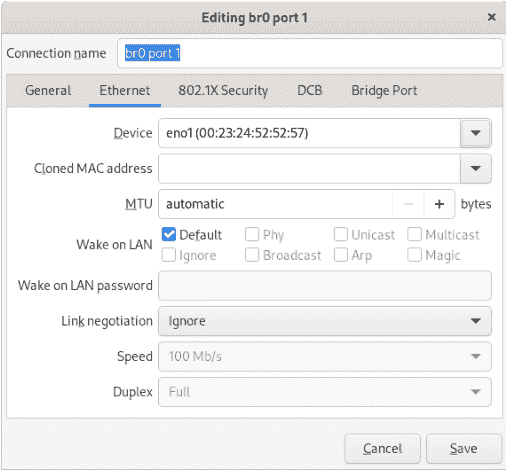 Editing br0 port 1 ×
Connection name br0 port 1
General Ethernet 802.1X Security DCB Bridge Port
Device eno1 (00:23:24:52:52:57)
Cloned MAC address
MTU automatic − + bytes
Wake on LAN Default Phy Unicast Multicast
Ignore Broadcast Arp Magic
Wake on LAN password
Link negotiation Ignore
Speed 100 Mb/s
Duplex Full
Cancel Save